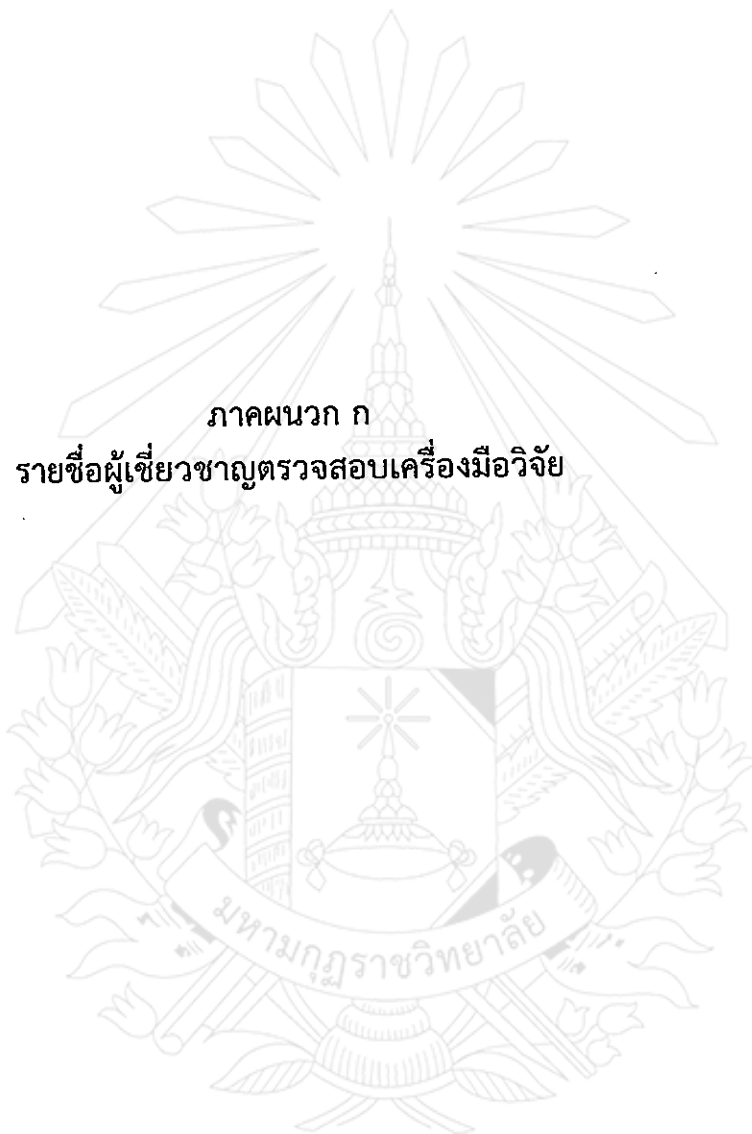 ภาคผนวก ก
รายชื่อผู้เชี่ยวชาญตรวจสอบเครื่องมือวิจัย
มหามกุฏราชวิทยาลัย